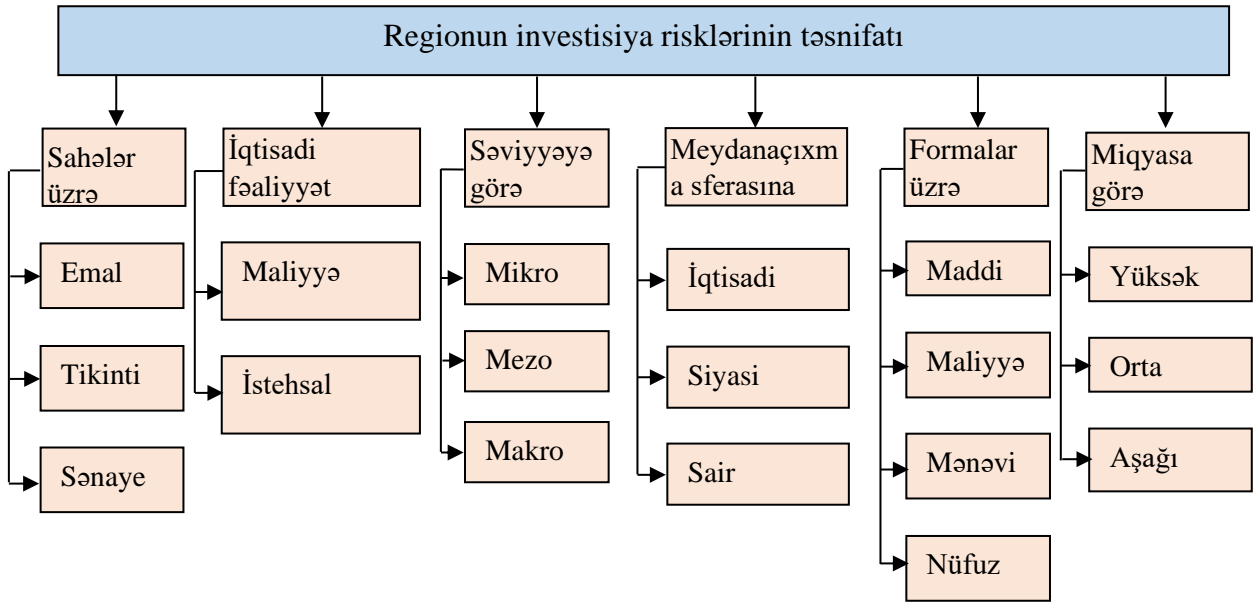 Regionun investisiya risklərinin təsnifatı
Sahələr
üzrə
Emal
Tikinti
Sənaye
İqtisadi
fəaliyyət
Maliyyə
İstehsal
Səviyyəyə
görə
Mikro
Mezo
Makro
Meydanaçıxm
a sferasına
İqtisadi
Siyasi
Sair
Formalar
üzrə
Maddi
Maliyyə
Mənəvi
Nüfuz
Miqyasa
görə
Yüksək
Orta
Aşağı